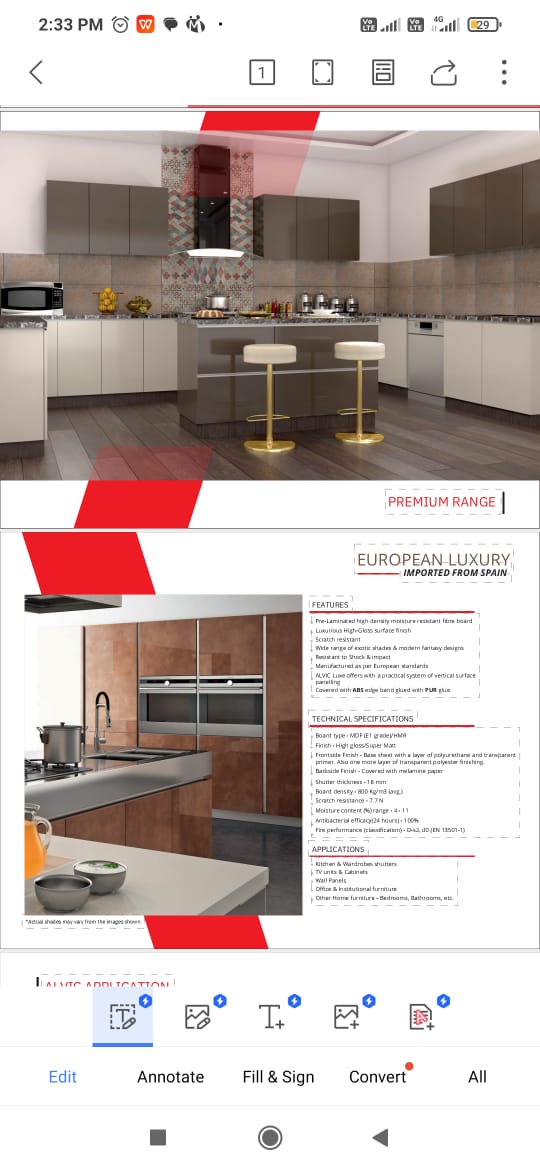 2:33 PM
Vo LTE
Vo LTE
4G
29
1
PREMIUM RANGE
EUROPEAN LUXURY
IMPORTED FROM SPAIN
FEATURES
Pre-Laminated high density moisture resistant fibre board
Luxurious High-Gloss surface finish
Scratch resistant
Wide range of exotic shades & modern fantasy designs
Resistant to Shock & impact
Manufactured as per European standards
ALVIC Luxe offers with a practical system of vertical surface
panelling
Covered with ABS edge band glued with PUR glue
TECHNICAL SPECIFICATIONS
Board type - MDF (E1 grade)/HMR
Finish - High gloss/Super Matt
Frontside Finish - Base sheet with a layer of polyurethane and transparent
primer. Also one more layer of transparent polyester finishing.
Backside Finish - Covered with melamine paper
Shutter thickness - 18 mm
Board density - 800 Kg/m3 (avg.)
Scratch resistance - 7.7 N
Moisture content (%) range - 4 - 11
Antibacterial efficacy(24 hours) - 100%
Fire performance (classification) - D-s2, d0 (EN 13501-1)
APPLICATIONS
Kitchen & Wardrobes shutters
TV units & Cabinets
Wall Panels
Office & Institutional furniture
Other Home furniture - Bedrooms, Bathrooms, etc.
*Actual shades may vary from the images shown
ALVIC APPLICATION
Edit
Annotate
Fill & Sign
Convert
All